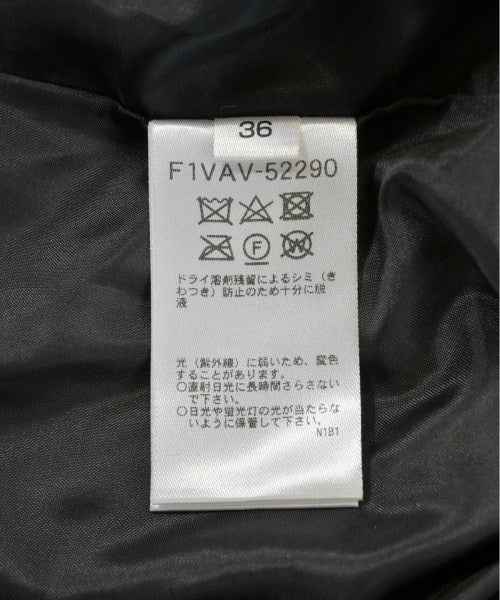 36
F1VAV-52290
F
W
ドライ溶剤残留によるシミ（き
わつき）防止のため十分に脱
液
光（紫外線）に弱いため、変色
することがあります。
○直射日光に長時間さらさない
で下さい。
○日光や蛍光灯の光が当たらな
いように保管して下さい。
N1B1